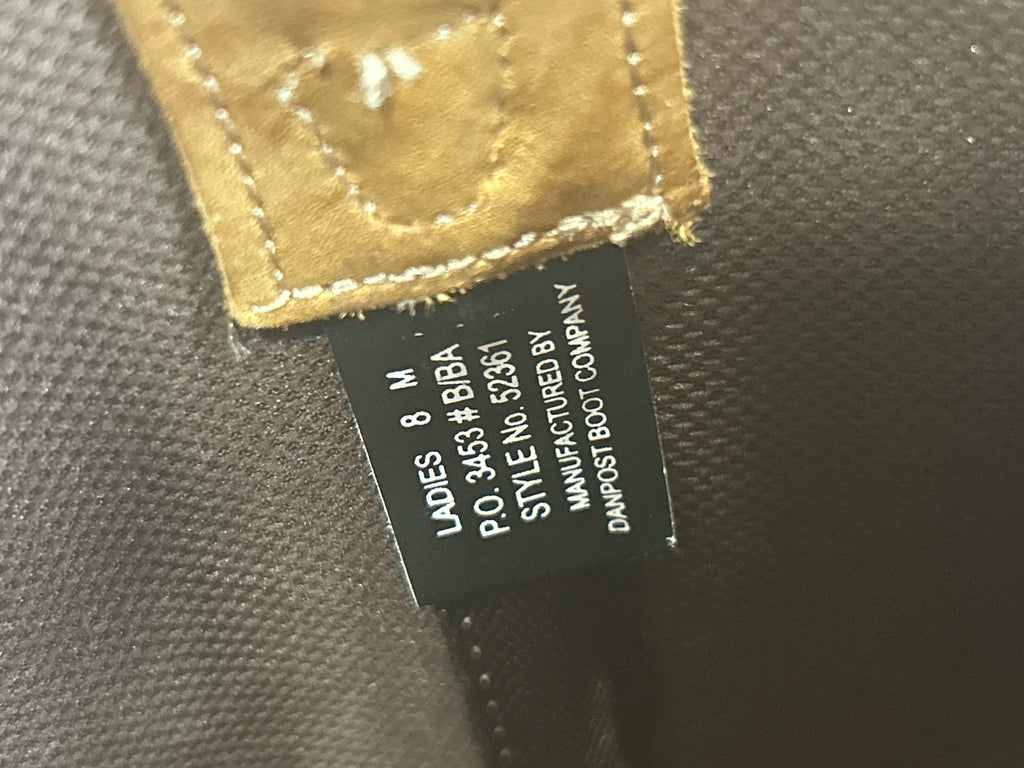 LADIES 8 M
P.O. 3453 # B/BA
STYLE No. 52361
MANUFACTURED BY
DANPOST BOOT COMPANY